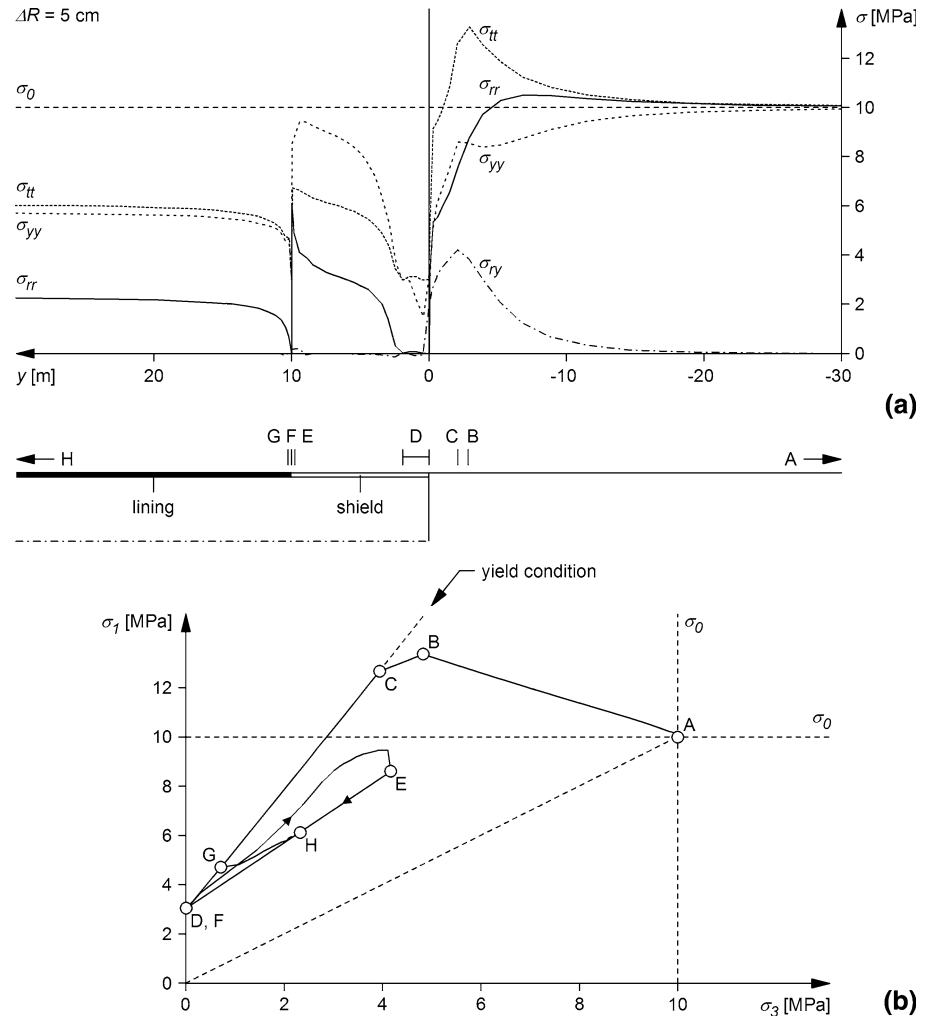 ΔR = 5 cm
σ [MPa]
σtt
12
σ0
σrr
10
8
σyy
σtt
6
σyy
4
σry
σrr
2
0
y [m]
20
10
0
-10
-20
-30
(a)
G F E
D
C B
H
A
lining
shield
yield condition
σ1 [MPa]
σ0
B
C
12
A
σ0
10
8
E
6
H
G
4
D, F
2
0
0
2
4
6
8
10
σ3 [MPa]
(b)